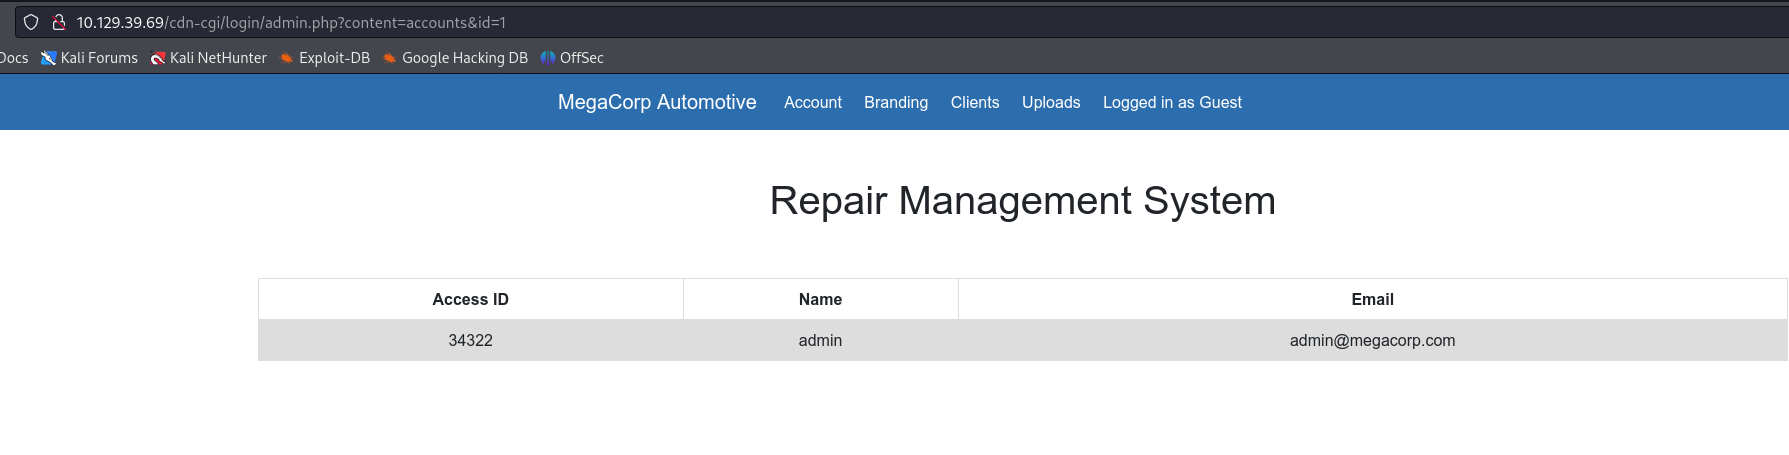 10.129.39.69/cdn-cgi/login/admin.php?content=accounts&id=1
Docs Kali Forums Kali NetHunter Exploit-DB Google Hacking DB OffSec
MegaCorp Automotive Account Branding Clients Uploads Logged in as Guest
Repair Management System
Access ID Name Email
34322 admin admin@megacorp.com